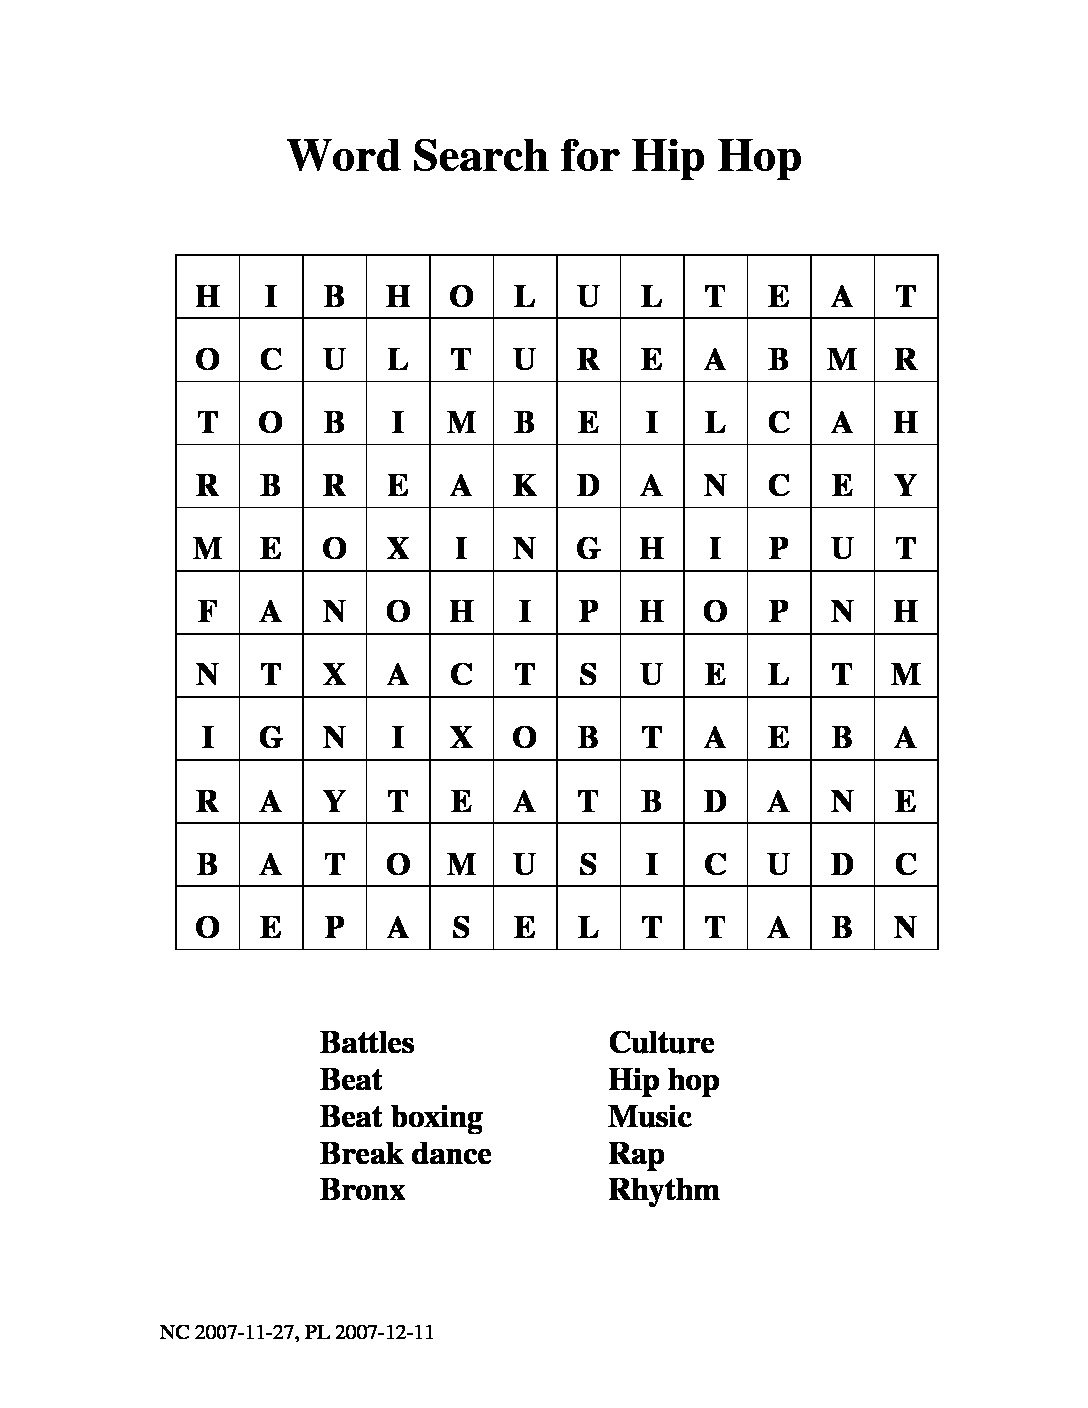 Word Search for Hip Hop
H I B H O L U L T E A T
O C U L T U R E A B M R
T O B I M B E I L C A H
R B R E A K D A N C E Y
M E O X I N G H I P U T
F A N O H I P H O P N H
N T X A C T S U E L T M
I G N I X O B T A E B A
R A Y T E A T B D A N E
B A T O M U S I C U D C
O E P A S E L T T A B N
Battles Culture
Beat Hip hop
Beat boxing Music
Break dance Rap
Bronx Rhythm
NC 2007-11-27, PL 2007-12-11